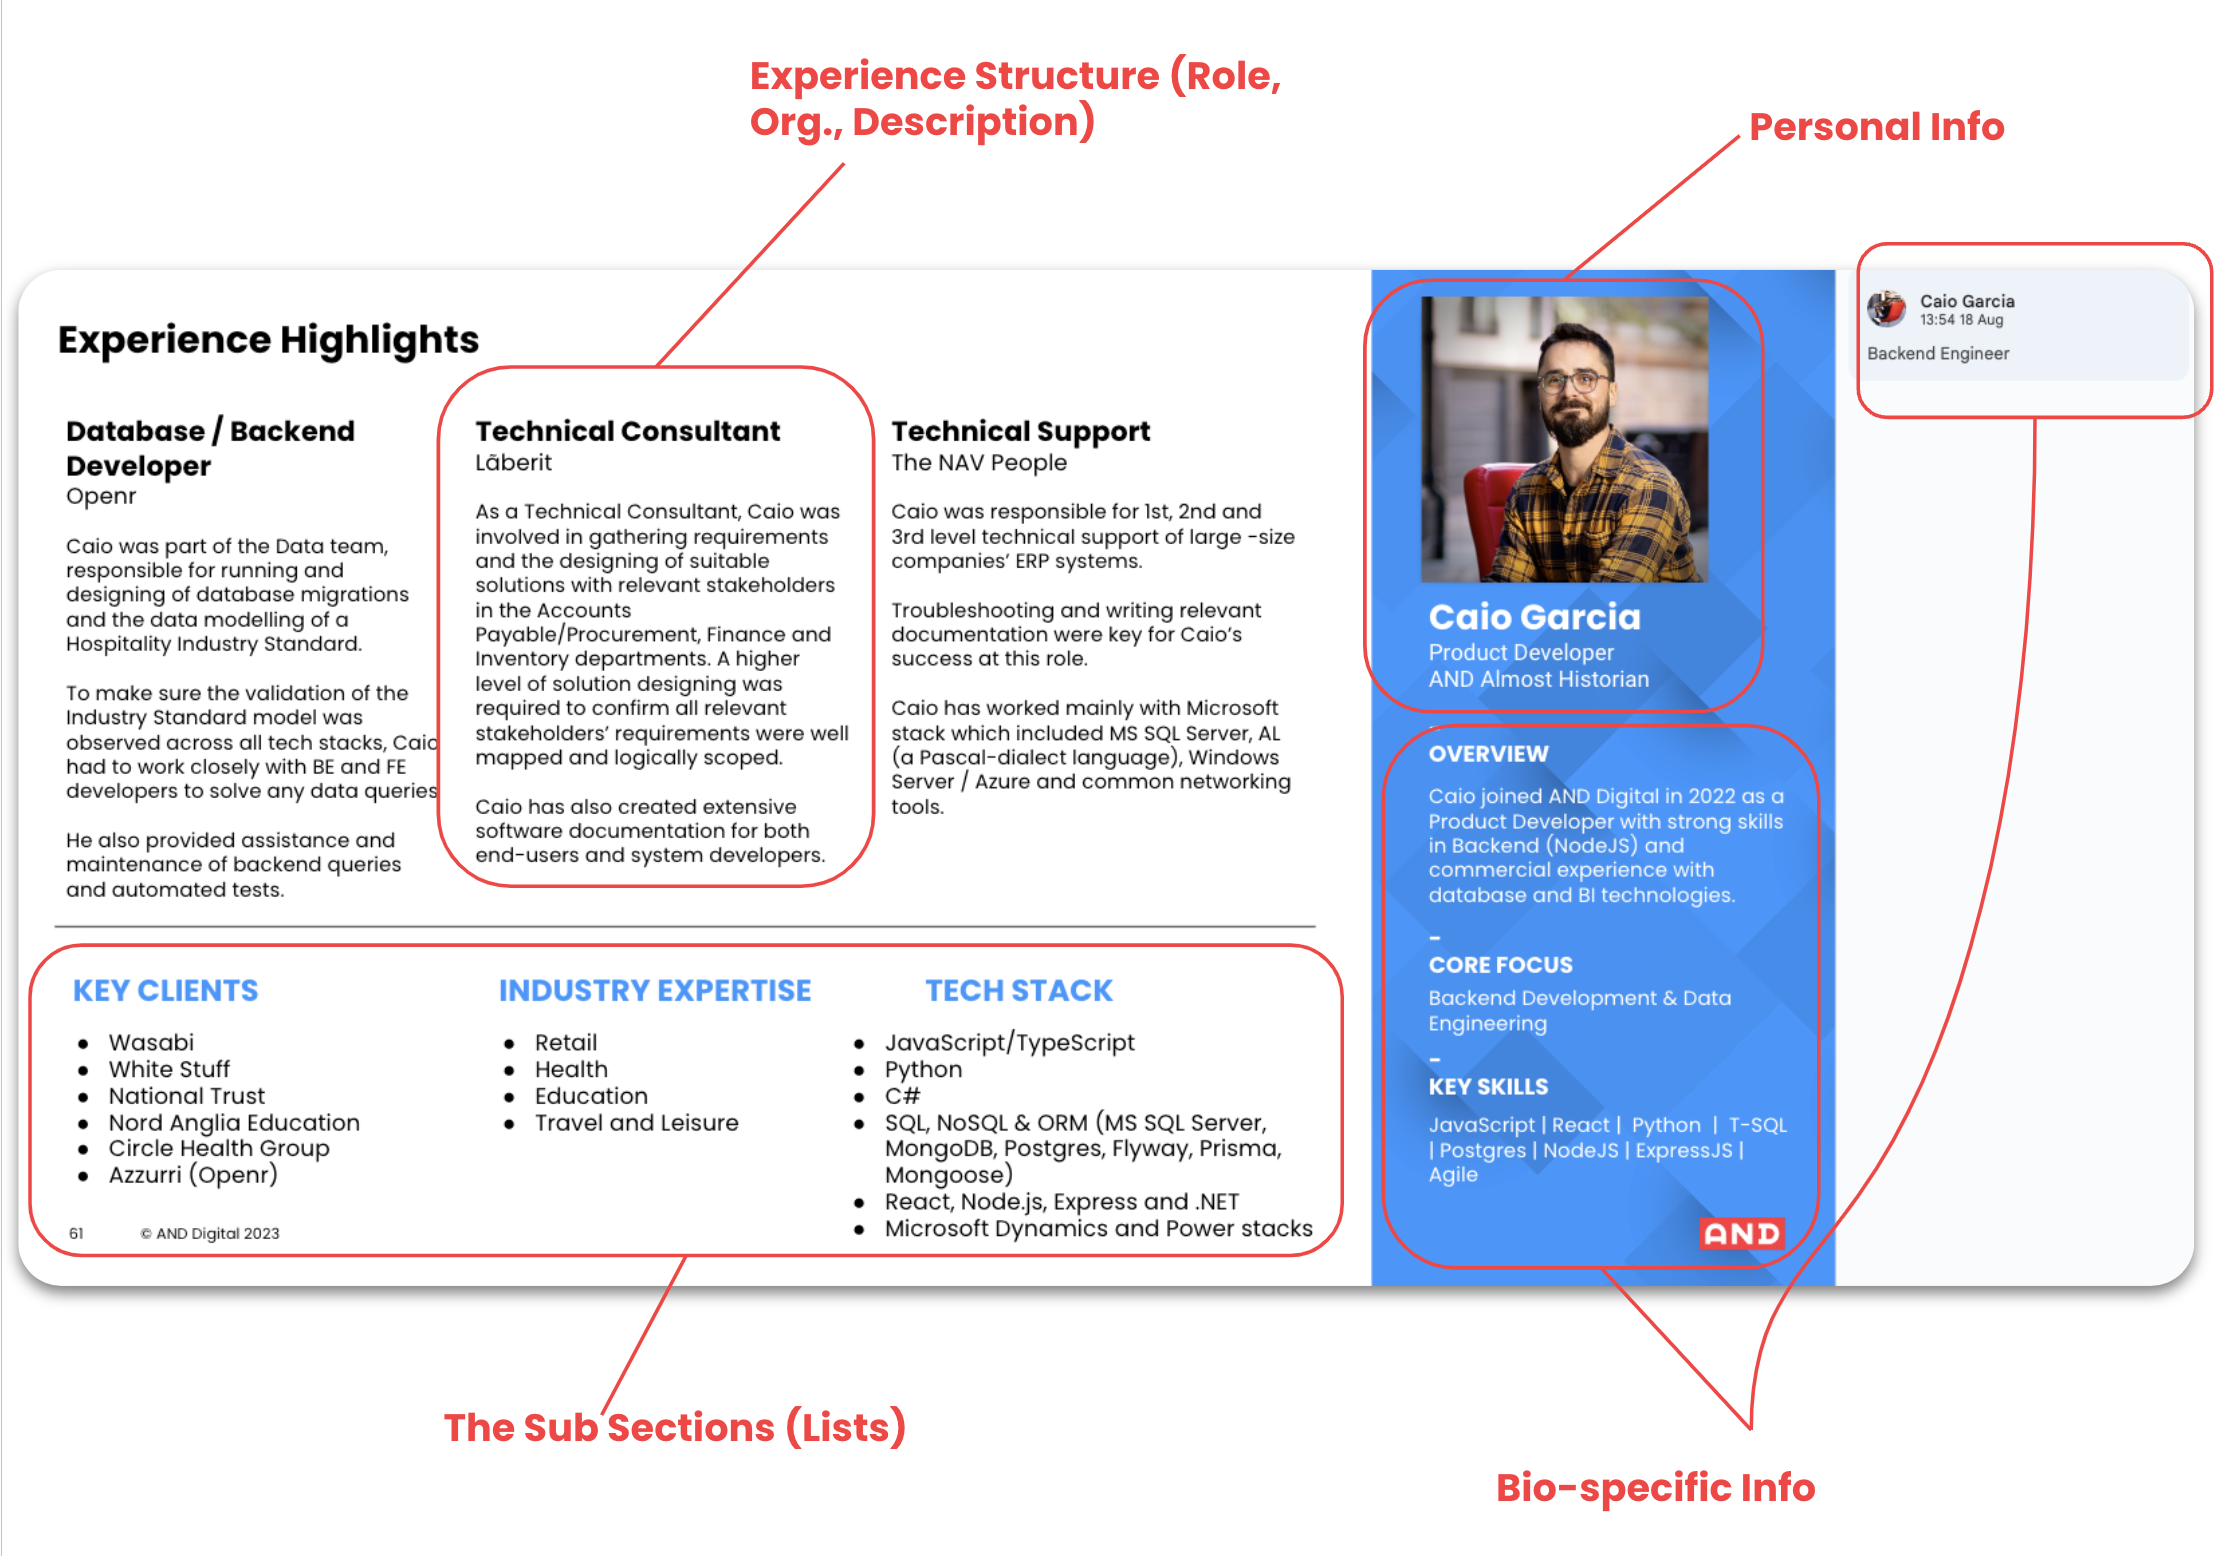 Experience Structure (Role,
Org., Description)
Personal Info
Experience Highlights
Database / Backend
Developer
Openr
Caio was part of the Data team,
responsible for running and
designing of database migrations
and the data modelling of a
Hospitality Industry Standard.
To make sure the validation of the
Industry Standard model was
observed across all tech stacks, Caio
had to work closely with BE and FE
developers to solve any data queries
He also provided assistance and
maintenance of backend queries
and automated tests.
Technical Consultant
Lãberit
As a Technical Consultant, Caio was
involved in gathering requirements
and the designing of suitable
solutions with relevant stakeholders
in the Accounts
Payable/Procurement, Finance and
Inventory departments. A higher
level of solution designing was
required to confirm all relevant
stakeholders’ requirements were well
mapped and logically scoped.
Caio has also created extensive
software documentation for both
end-users and system developers.
Technical Support
The NAV People
Caio was responsible for 1st, 2nd and
3rd level technical support of large -size
companies’ ERP systems.
Troubleshooting and writing relevant
documentation were key for Caio’s
success at this role.
Caio has worked mainly with Microsoft
stack which included MS SQL Server, AL
(a Pascal-dialect language), Windows
Server / Azure and common networking
tools.
KEY CLIENTS
● Wasabi
● White Stuff
● National Trust
● Nord Anglia Education
● Circle Health Group
● Azzurri (Openr)
INDUSTRY EXPERTISE
● Retail
● Health
● Education
● Travel and Leisure
TECH STACK
● JavaScript/TypeScript
● Python
● C#
● SQL, NoSQL & ORM (MS SQL Server,
MongoDB, Postgres, Flyway, Prisma,
Mongoose)
● React, Node.js, Express and .NET
● Microsoft Dynamics and Power stacks
61 © AND Digital 2023
Caio Garcia
Product Developer
AND Almost Historian
OVERVIEW
Caio joined AND Digital in 2022 as a
Product Developer with strong skills
in Backend (NodeJS) and
commercial experience with
database and BI technologies.
–
CORE FOCUS
Backend Development & Data
Engineering
–
KEY SKILLS
JavaScript | React | Python | T-SQL
| Postgres | NodeJS | ExpressJS |
Agile
AND
Caio Garcia
13:54 18 Aug
Backend Engineer
The Sub Sections (Lists)
Bio-specific Info